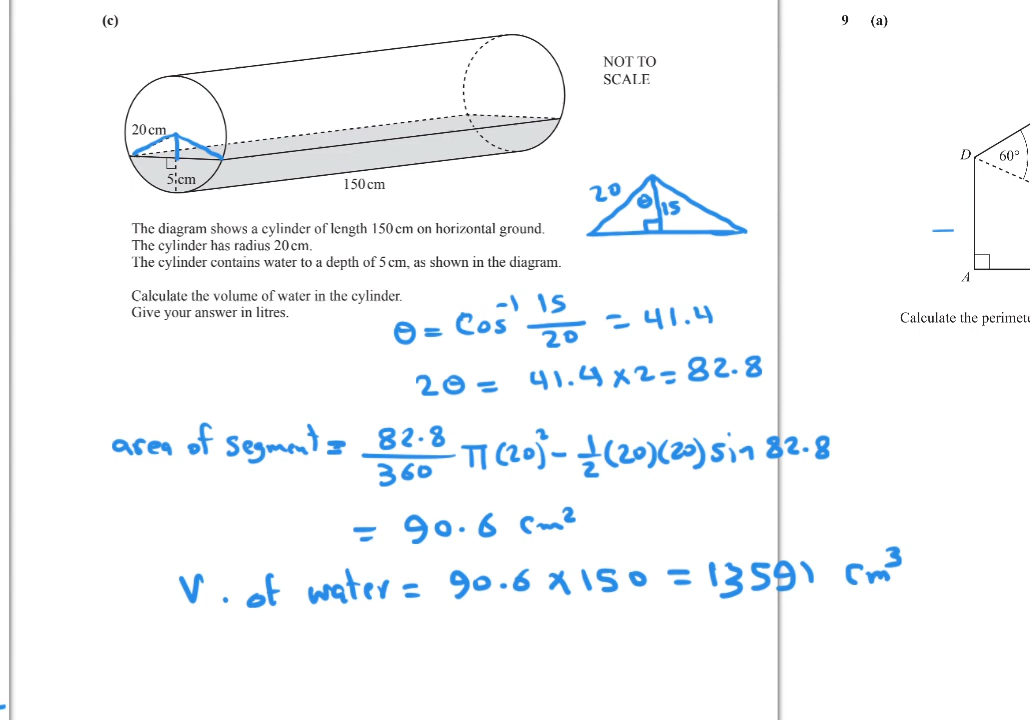 (c)
NOT TO
SCALE
20 cm
5 cm
150 cm
20
θ
15
The diagram shows a cylinder of length 150 cm on horizontal ground.
The cylinder has radius 20 cm.
The cylinder contains water to a depth of 5 cm, as shown in the diagram.
Calculate the volume of water in the cylinder.
Give your answer in litres.
θ = Cos⁻¹ 15/20 = 41.4
2θ = 41.4 × 2 = 82.8
area of segment = 82.8/360 π (20)² - 1/2 (20)(20) sin 82.8
= 90.6 cm²
V. of water = 90.6 × 150 = 13591 cm³
9 (a)
D
60°
A
Calculate the perimet